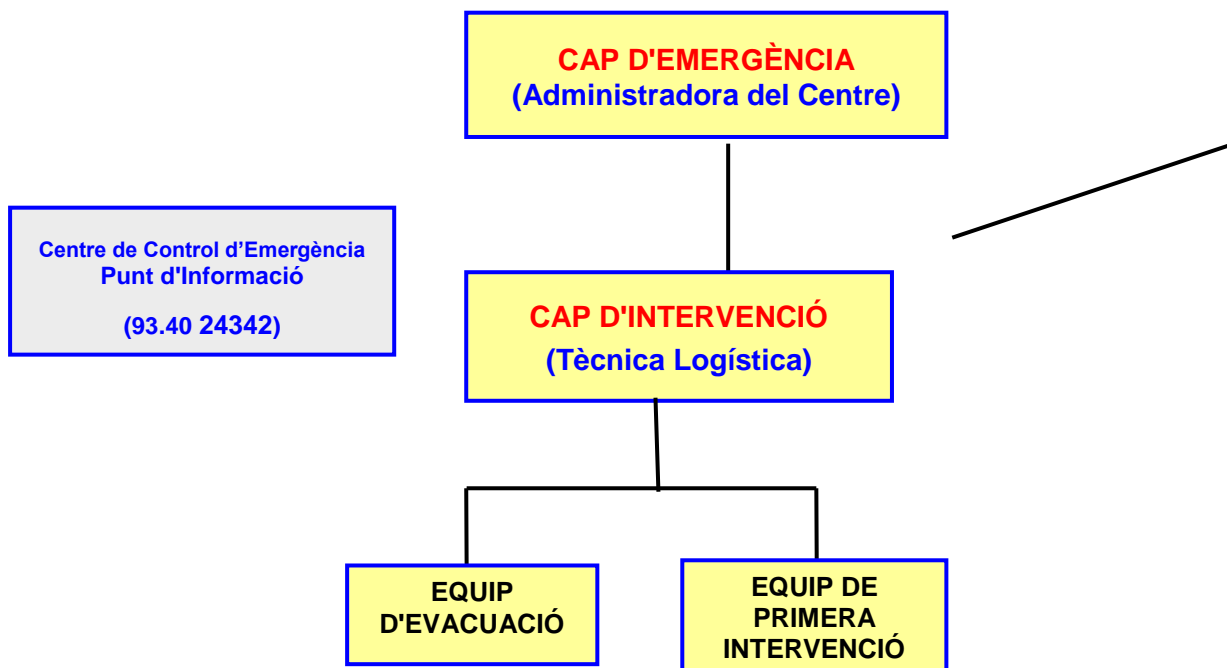 CAP D'EMERGÈNCIA
(Administradora del Centre)
Centre de Control d’Emergència
Punt d'Informació
(93.40 24342)
CAP D'INTERVENCIÓ
(Tècnica Logística)
EQUIP
D'EVACUACIÓ
EQUIP DE
PRIMERA
INTERVENCIÓ